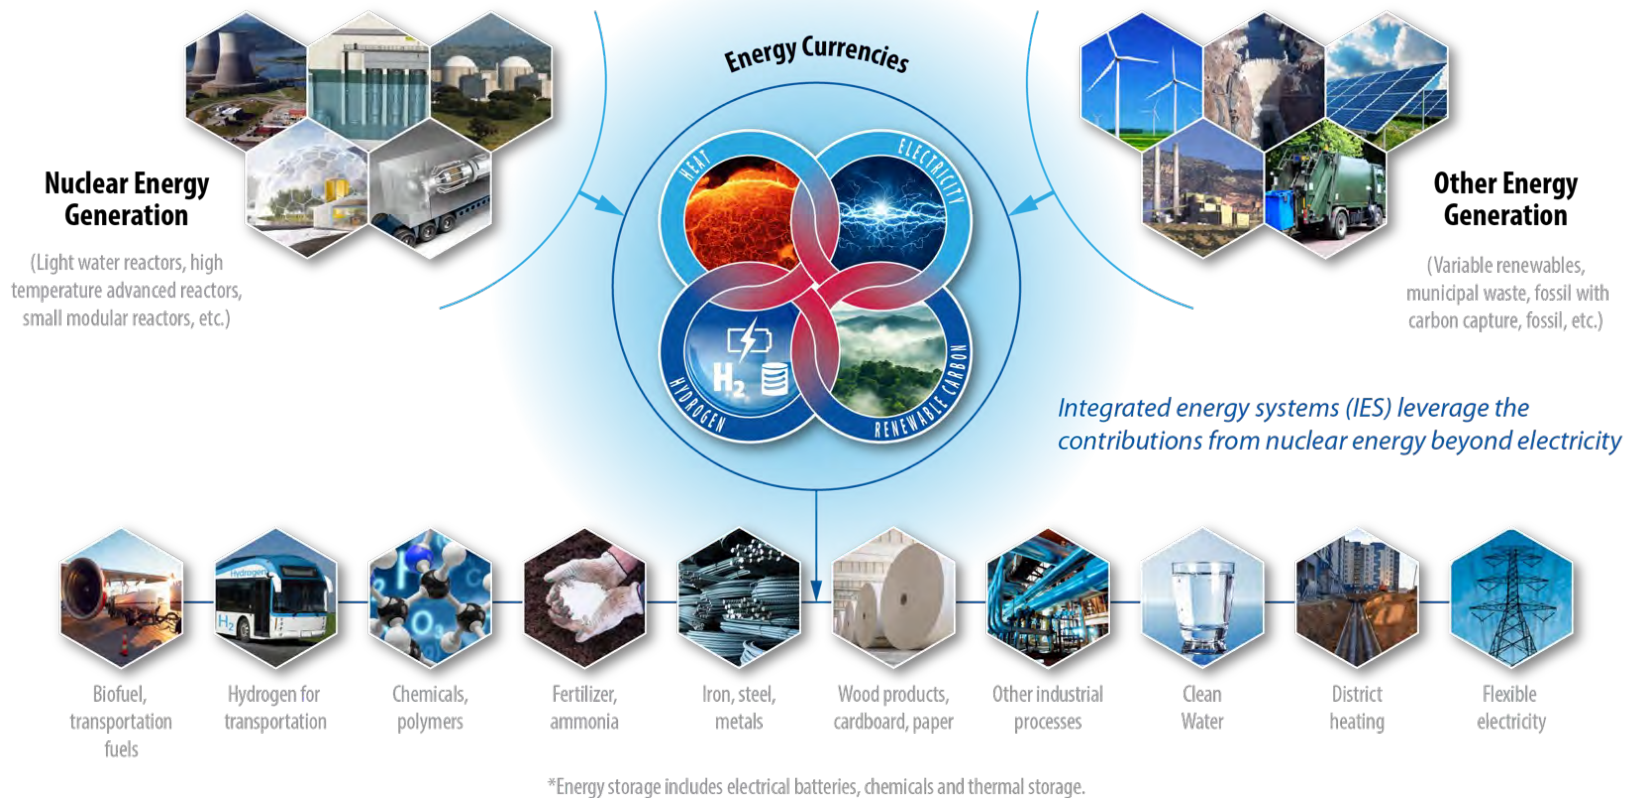 Energy Currencies
Nuclear Energy
Generation
(Light water reactors, high
temperature advanced reactors,
small modular reactors, etc.)
HEAT
ELECTRICITY
H2
HYDROGEN
RENEWABLE CARBON
Other Energy
Generation
(Variable renewables,
municipal waste, fossil with
carbon capture, fossil, etc.)
Integrated energy systems (IES) leverage the
contributions from nuclear energy beyond electricity
Hydrogen
H2
O3
Biofuel,
transportation
fuels
Hydrogen for
transportation
Chemicals,
polymers
Fertilizer,
ammonia
Iron, steel,
metals
Wood products,
cardboard, paper
Other industrial
processes
Clean
Water
District
heating
Flexible
electricity
*Energy storage includes electrical batteries, chemicals and thermal storage.